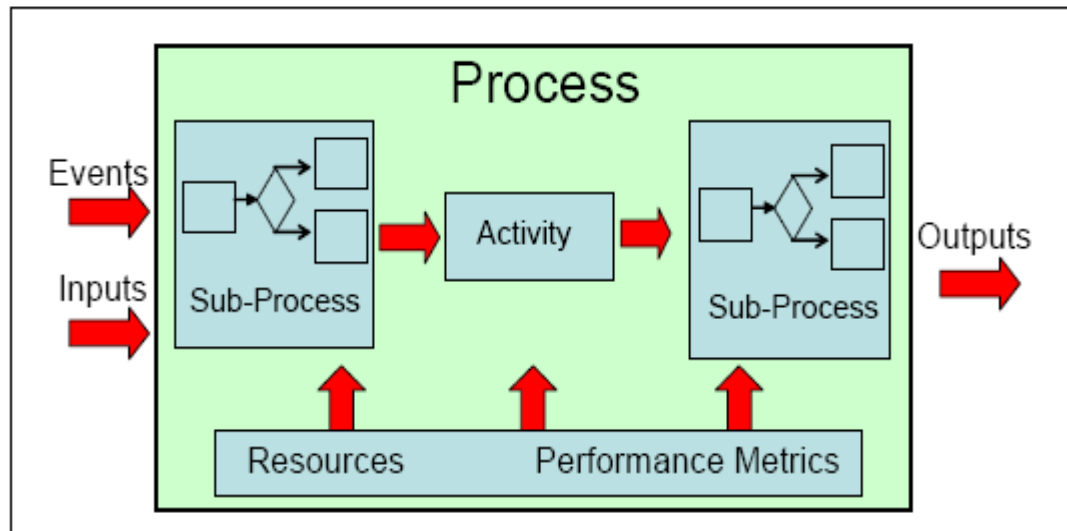 Process
Events
Inputs
Sub-Process
Activity
Sub-Process
Outputs
Resources Performance Metrics